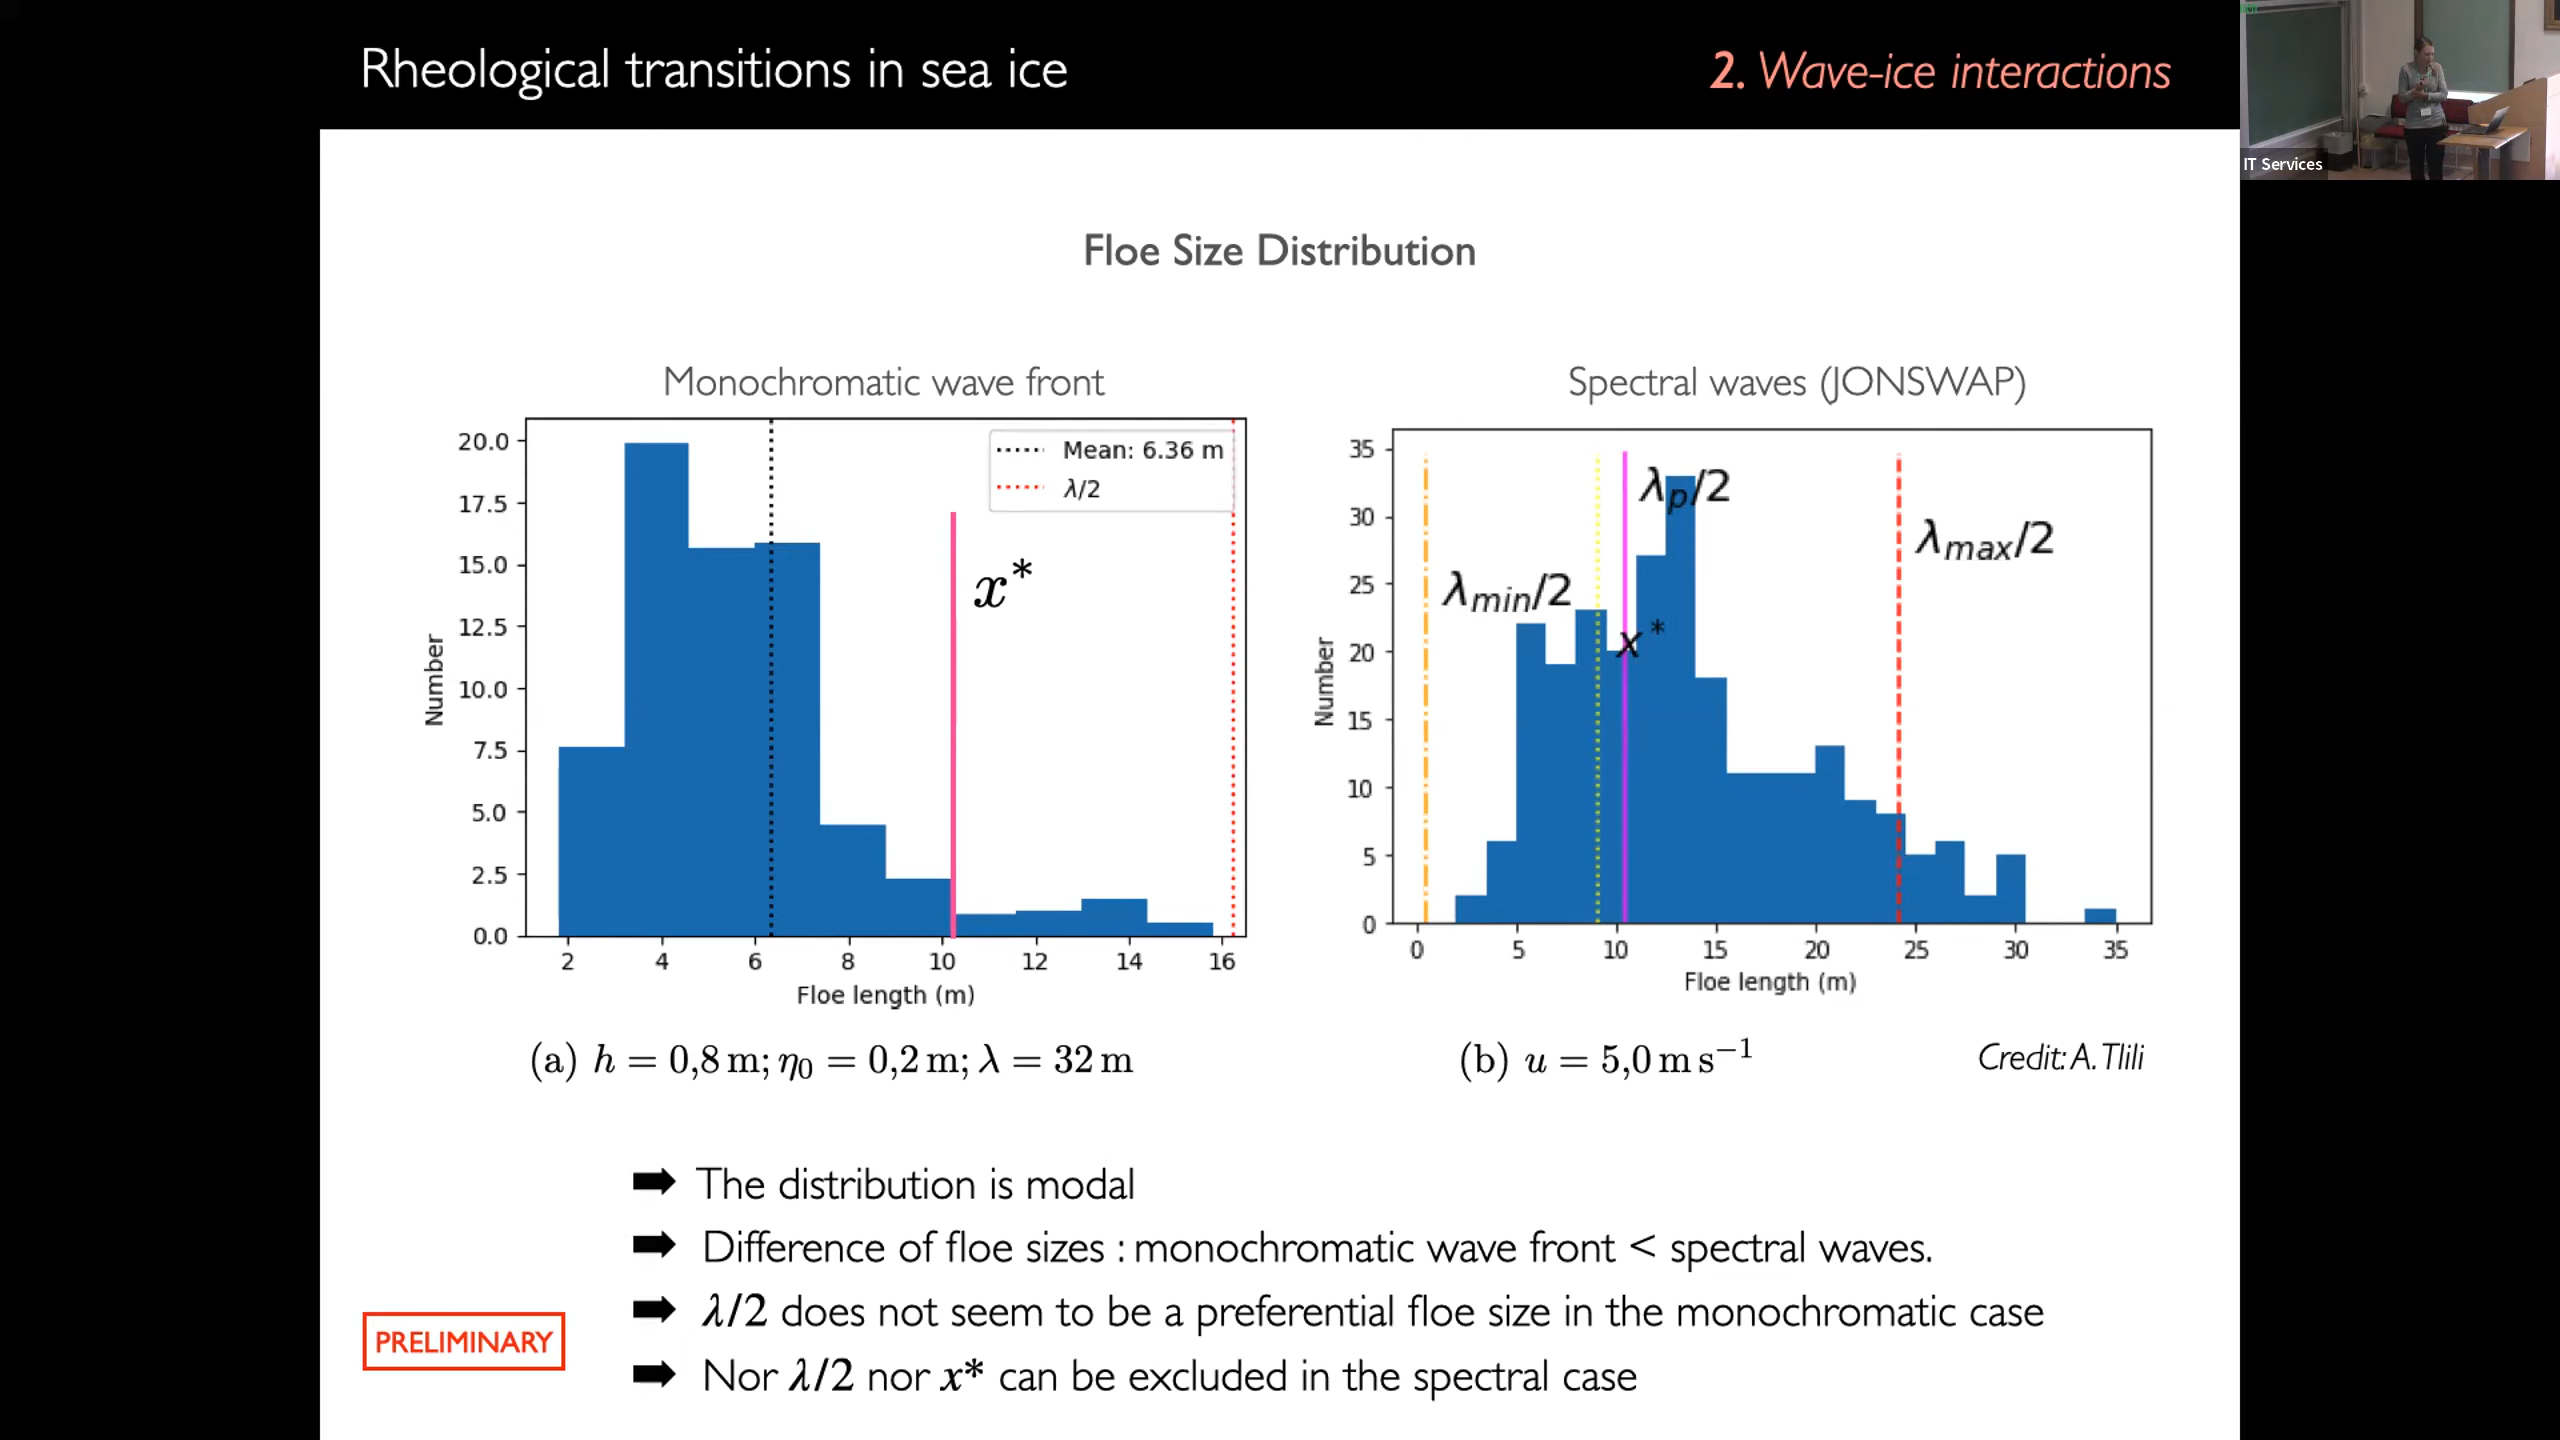 Rheological transitions in sea ice
2. Wave-ice interactions
IT Services
Floe Size Distribution
Monochromatic wave front
Spectral waves (JONSWAP)
20.0
17.5
15.0
12.5
10.0
7.5
5.0
2.5
0.0
Number
Mean: 6.36 m
λ/2
x*
2 4 6 8 10 12 14 16
Floe length (m)
35
30
25
20
15
10
5
0
Number
λmin/2
λp/2
x*
λmax/2
0 5 10 15 20 25 30 35
Floe length (m)
(a) h = 0,8 m; η₀ = 0,2 m; λ = 32 m
(b) u = 5,0 m s⁻¹
Credit: A. Tlili
➡ The distribution is modal
➡ Difference of floe sizes : monochromatic wave front < spectral waves.
➡ λ/2 does not seem to be a preferential floe size in the monochromatic case
➡ Nor λ/2 nor x* can be excluded in the spectral case
PRELIMINARY